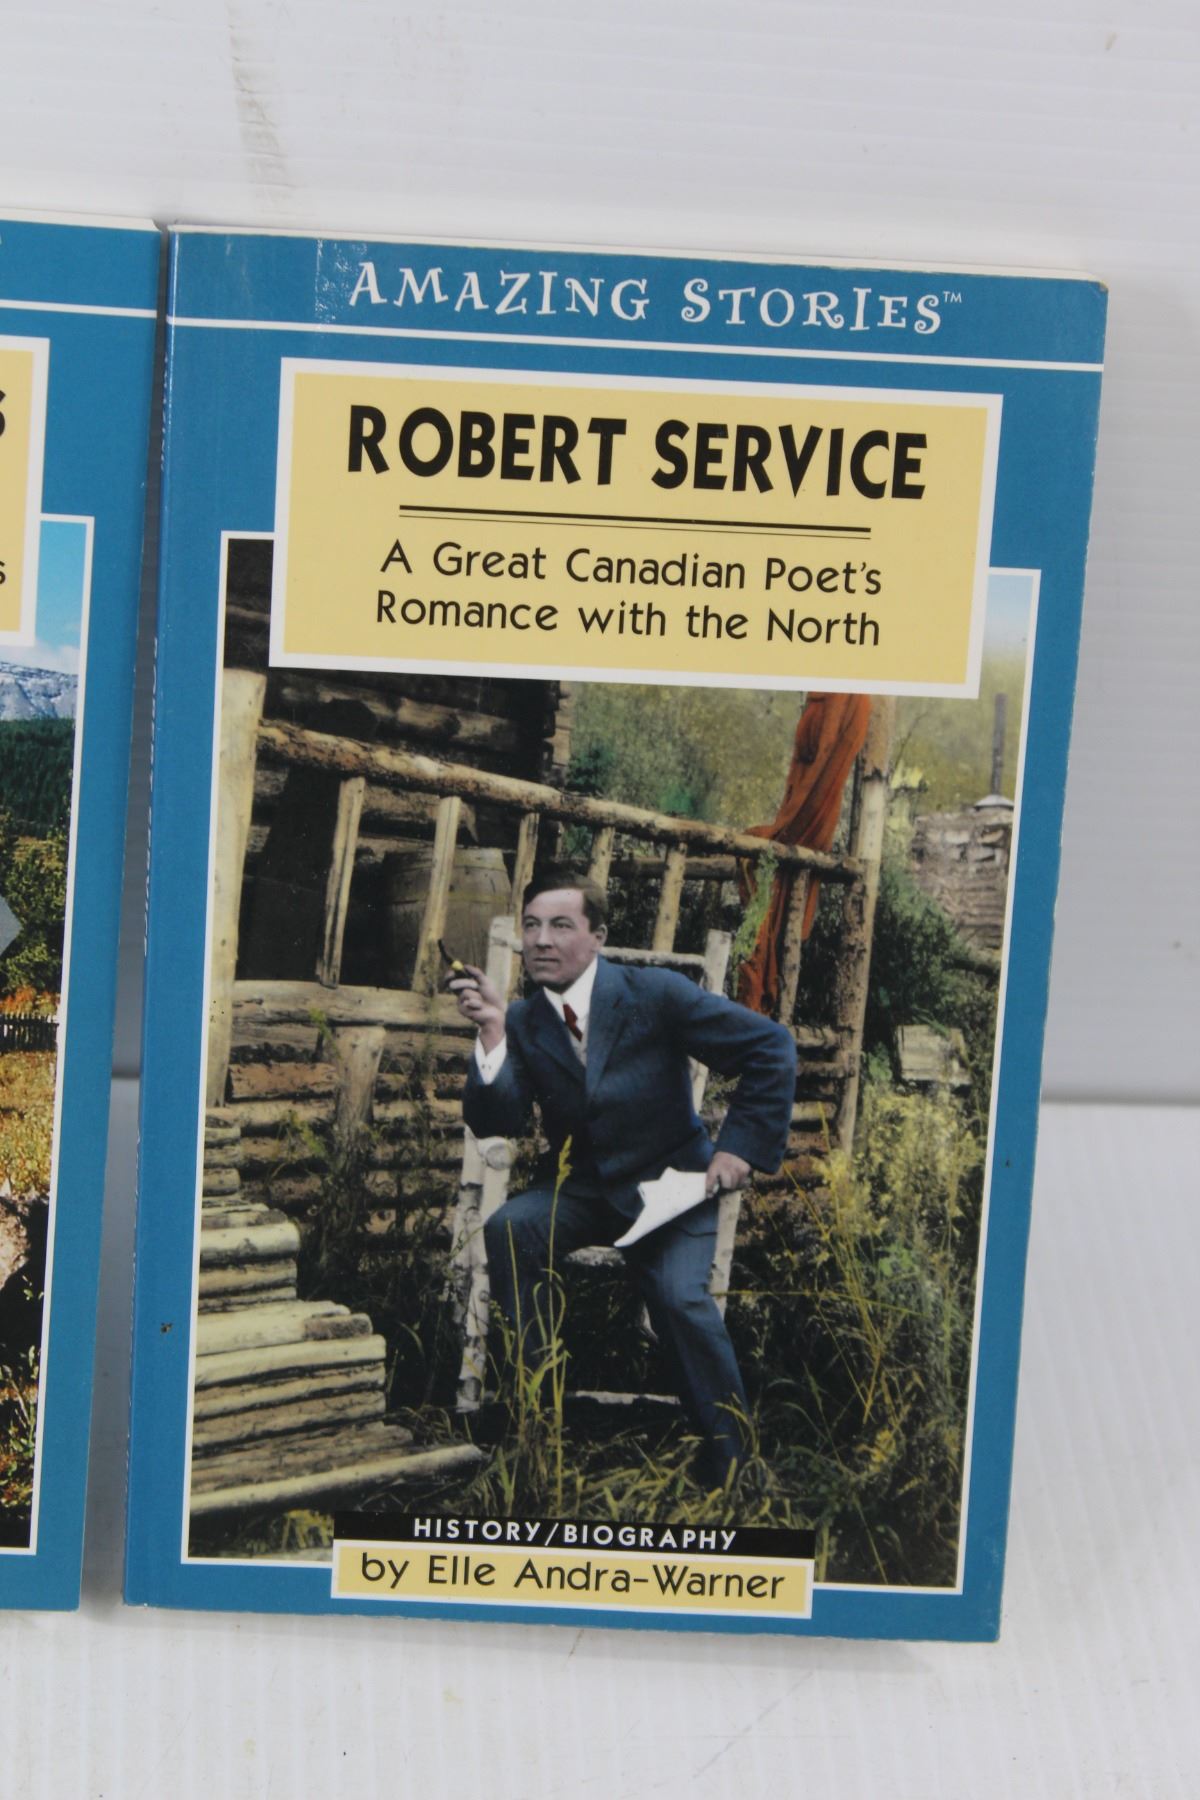 AMAZING STORIES™
ROBERT SERVICE
A Great Canadian Poet's
Romance with the North
HISTORY/BIOGRAPHY
by Elle Andra-Warner